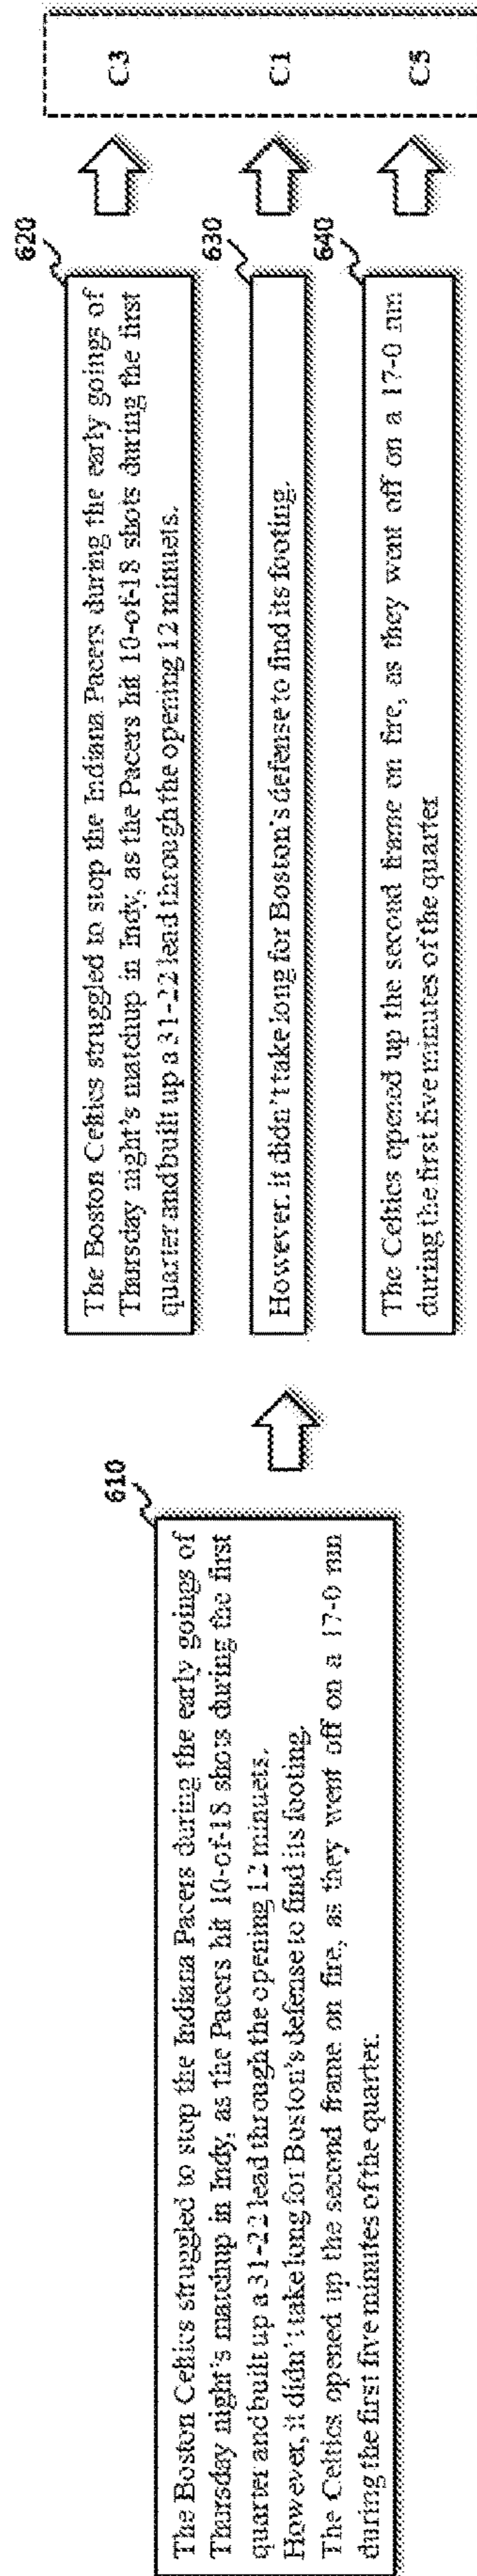 610
The Boston Celtics struggled to stop the Indiana Pacers during the early goings of
Thursday night's matchup in Indy, as the Pacers hit 10-of-18 shots during the first
quarter and built up a 31-22 lead through the opening 12 minuets.
However, it didn't take long for Boston's defense to find its footing.
The Celtics opened up the second frame on fire, as they went off on a 17-0 run
during the first five minutes of the quarter.
620
The Boston Celtics struggled to stop the Indiana Pacers during the early goings of
Thursday night's matchup in Indy, as the Pacers hit 10-of-18 shots during the first
quarter and built up a 31-22 lead through the opening 12 minuets.
C3
630
However, it didn't take long for Boston's defense to find its footing.
C1
640
The Celtics opened up the second frame on fire, as they went off on a 17-0 run
during the first five minutes of the quarter
C5